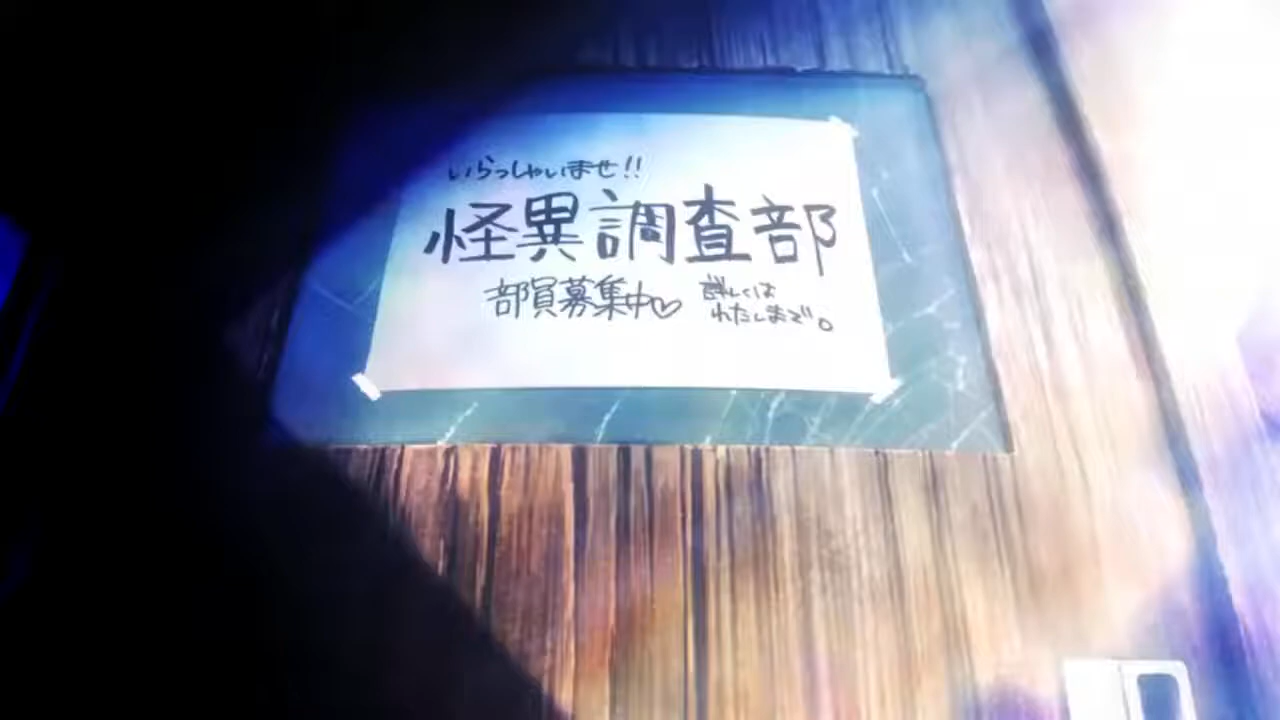 いらっしゃいませ!!
怪異調査部
部員募集中♡
詳しくは
わたしまで。